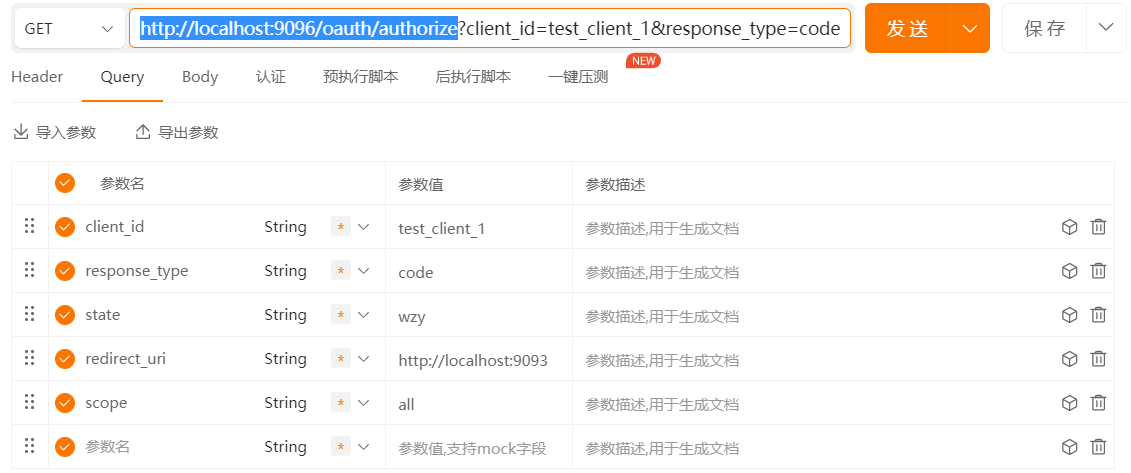 GET http://localhost:9096/oauth/authorize?client_id=test_client_1&response_type=code 发送 保存
Header Query Body 认证 预执行脚本 后执行脚本 一键压测 NEW
导入参数 导出参数
参数名 参数值 参数描述
client_id String * test_client_1 参数描述,用于生成文档
response_type String * code 参数描述,用于生成文档
state String * wzy 参数描述,用于生成文档
redirect_uri String * http://localhost:9093 参数描述,用于生成文档
scope String * all 参数描述,用于生成文档
参数名 String * 参数值,支持mock字段 参数描述,用于生成文档